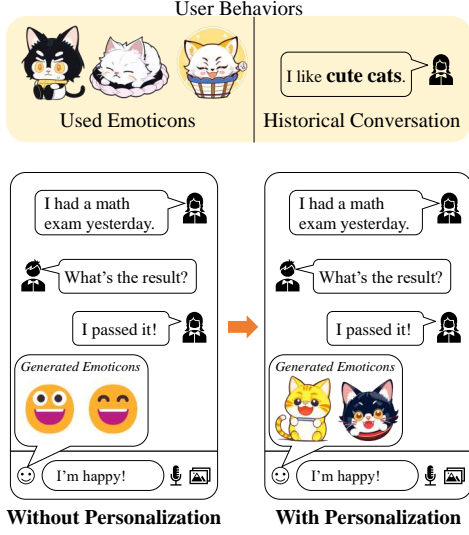 User Behaviors
I like cute cats.
Used Emoticons
Historical Conversation
I had a math
exam yesterday.
What's the result?
I passed it!
Generated Emoticons
I'm happy!
Without Personalization
I had a math
exam yesterday.
What's the result?
I passed it!
Generated Emoticons
I'm happy!
With Personalization